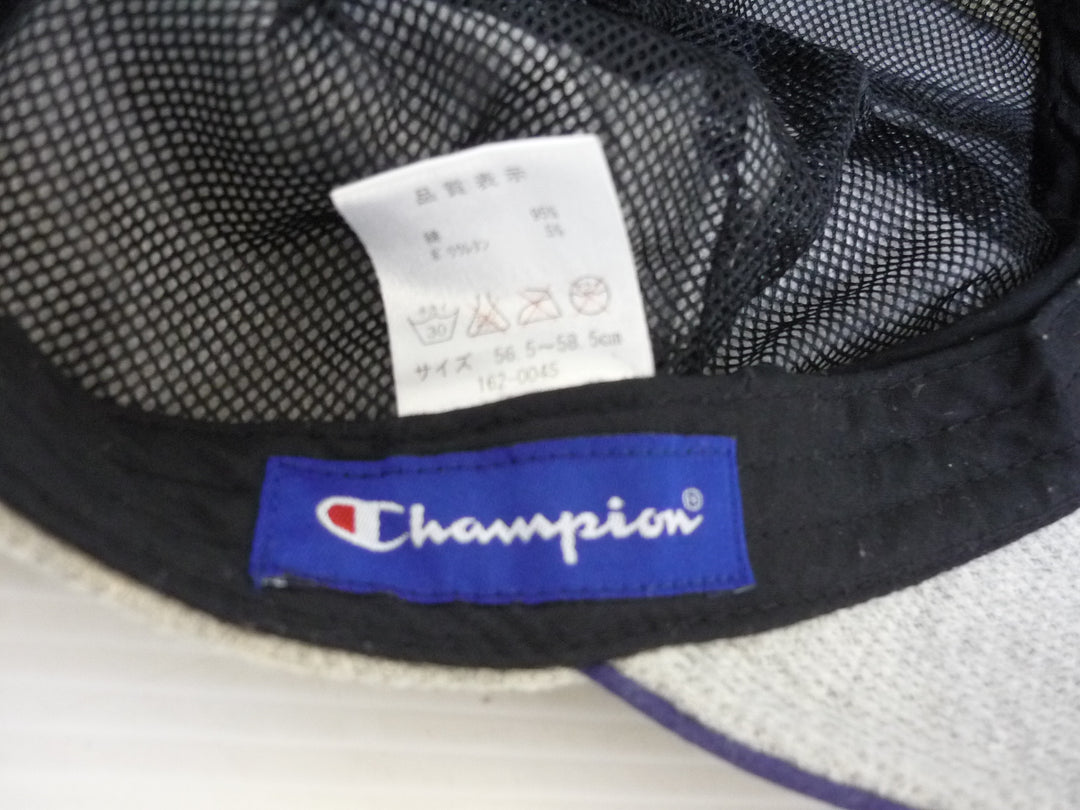 品質表示
綿 95%
ポリウレタン 5%
30
サイズ 56.5～58.5cm
162-0045
Champion®